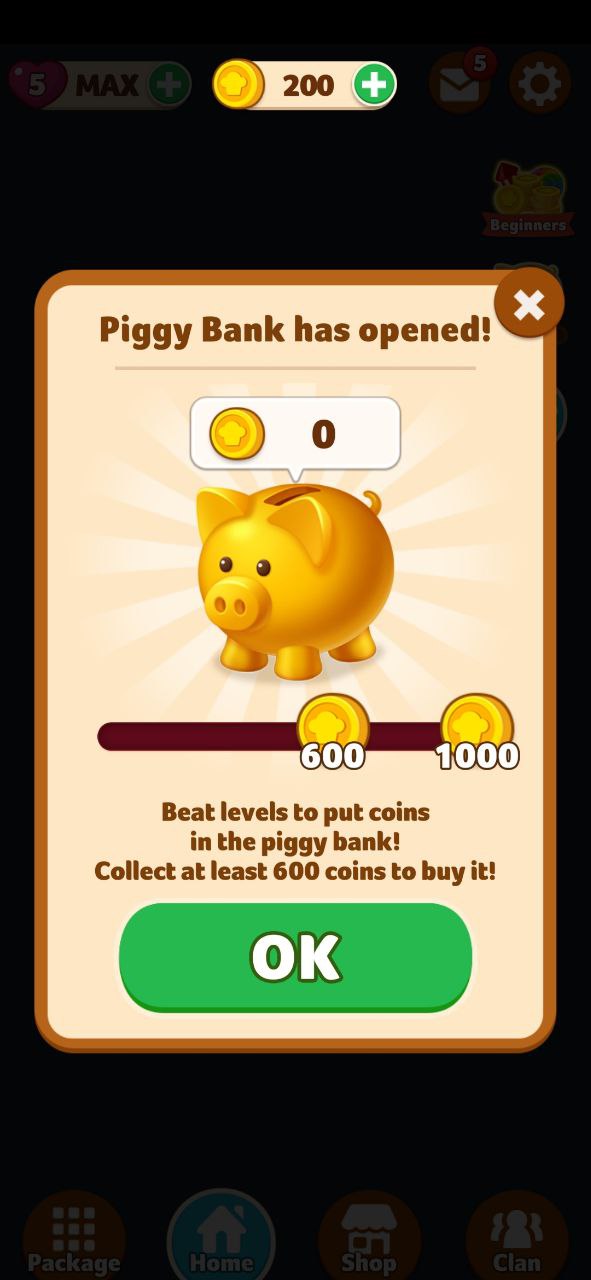 5 MAX
200
5
Beginners
Piggy Bank has opened!
0
600
1000
Beat levels to put coins
in the piggy bank!
Collect at least 600 coins to buy it!
OK
Package
Home
Shop
Clan